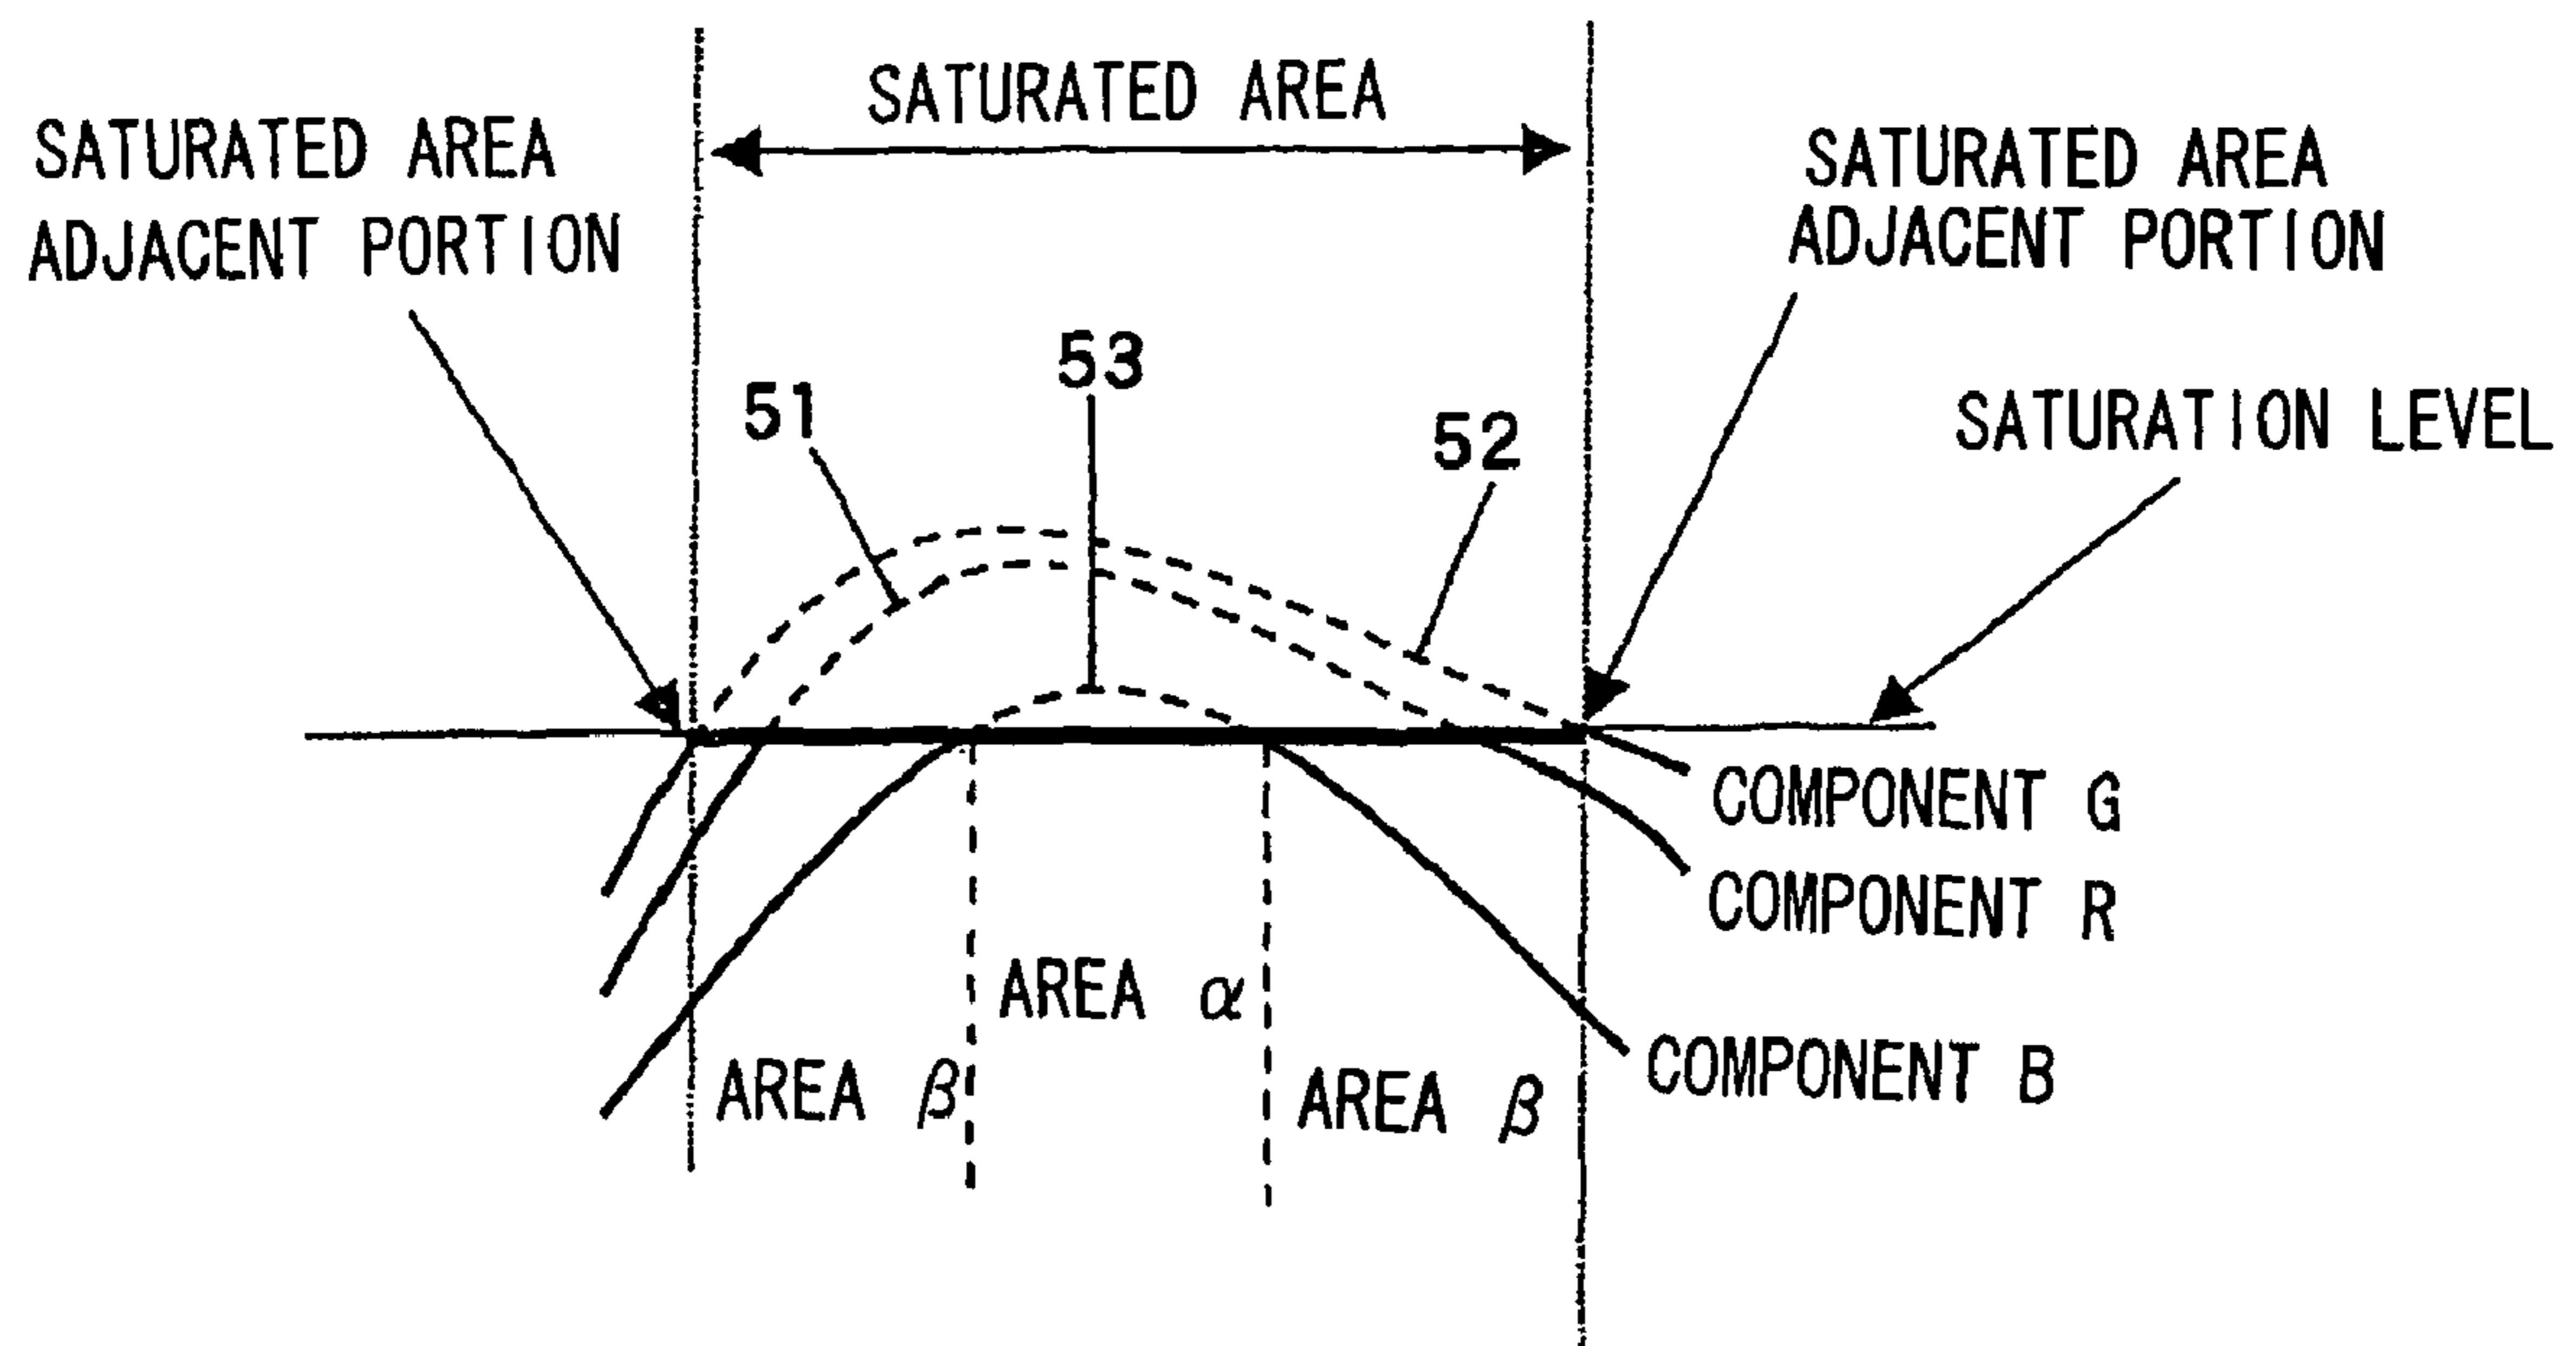 SATURATED AREA
SATURATED AREA
ADJACENT PORTION
SATURATED AREA
ADJACENT PORTION
53
51
52
SATURATION LEVEL
COMPONENT G
COMPONENT R
AREA α
COMPONENT B
AREA β
AREA β